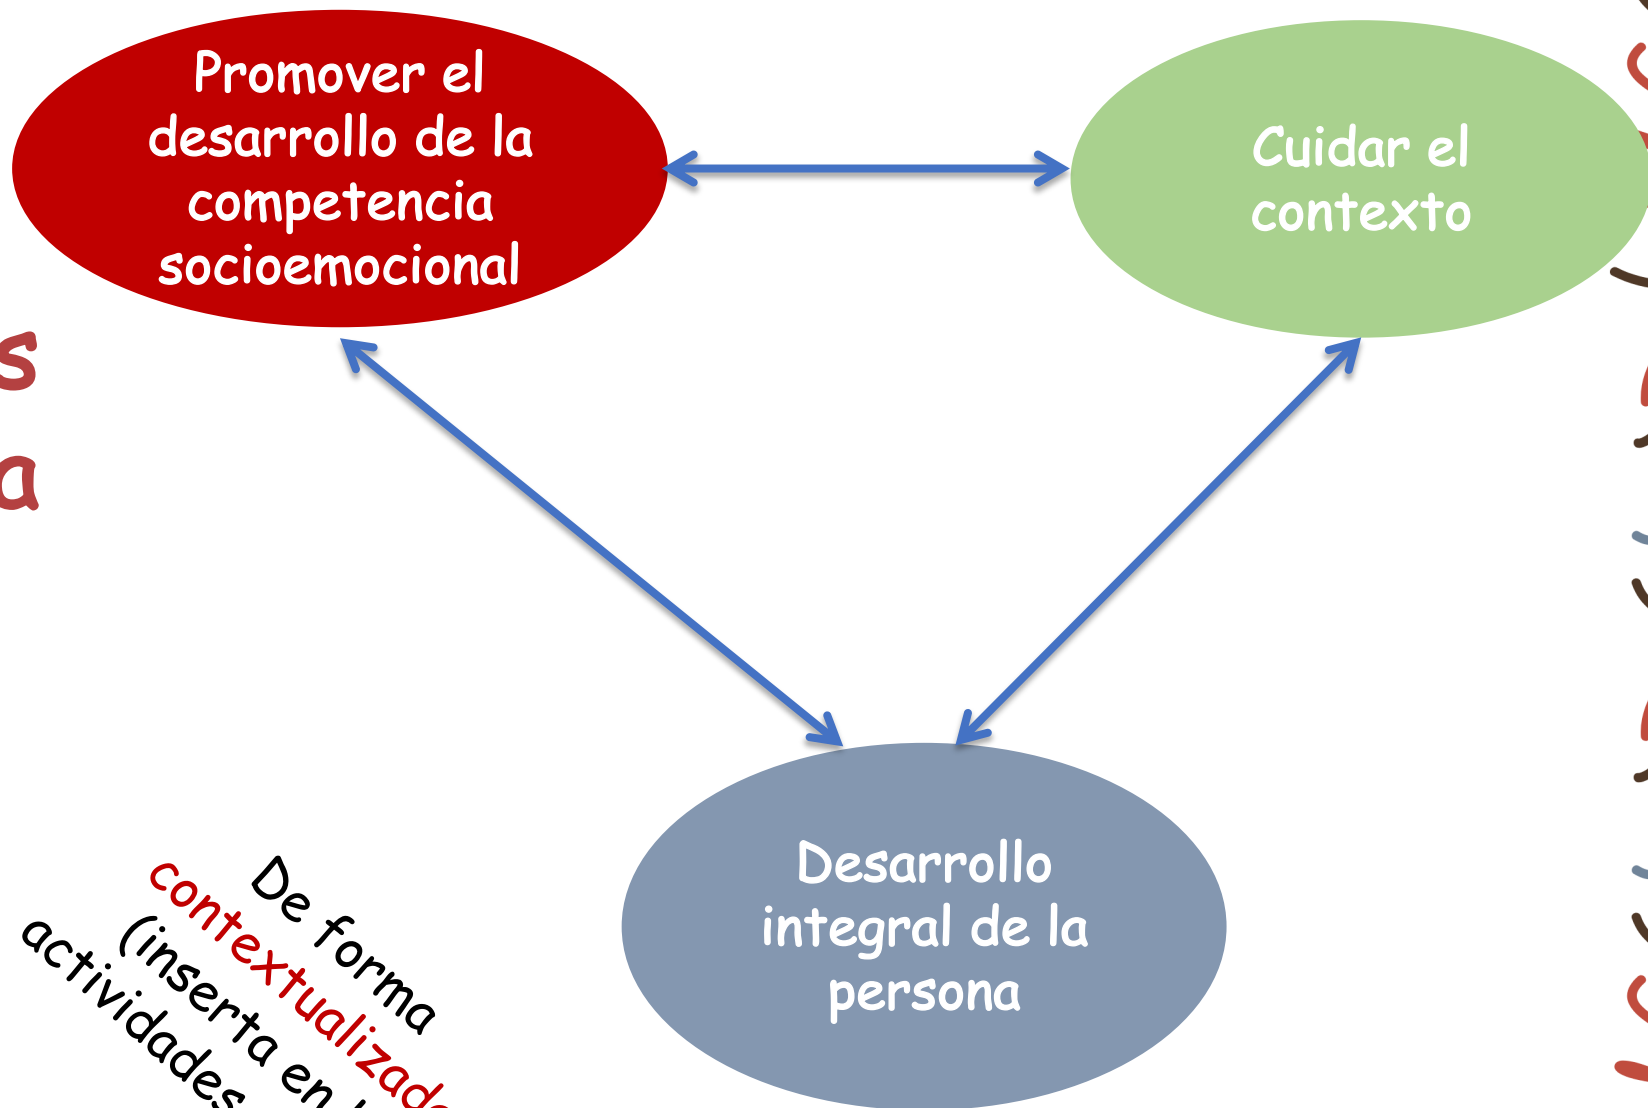 Promover el
desarrollo de la
competencia
socioemocional
Cuidar el
contexto
s
a
Desarrollo
integral de la
persona
De forma
contextualizada
(inserta en
actividades